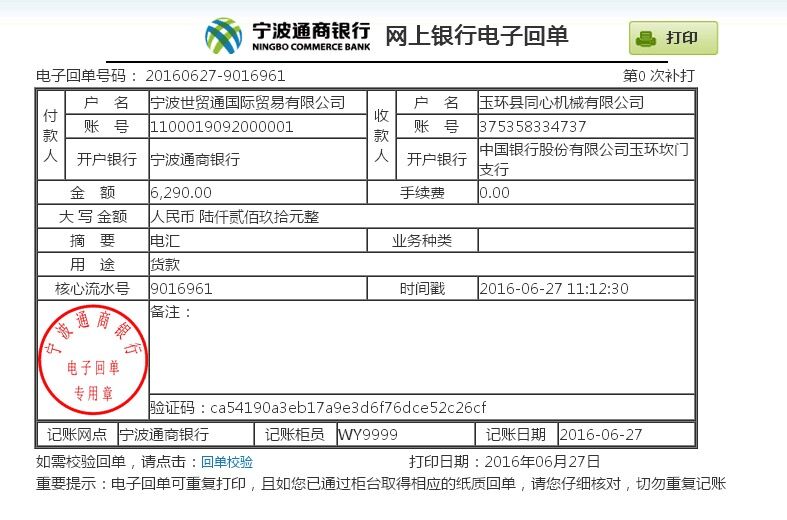 宁波通商银行
NINGBO COMMERCE BANK
网上银行电子回单
打印
电子回单号码： 20160627-9016961
第0 次补打
付款人
户 名 宁波世贸通国际贸易有限公司
账 号 1100019092000001
开户银行 宁波通商银行
收款人
户 名 玉环县同心机械有限公司
账 号 375358334737
开户银行 中国银行股份有限公司玉环坎门
支行
金 额 6,290.00 手续费 0.00
大 写 金额 人民币 陆仟贰佰玖拾元整
摘 要 电汇 业务种类
用 途 货款
核心流水号 9016961 时间戳 2016-06-27 11:12:30
宁波通商银行
电子回单
专用章
备注：
验证码：ca54190a3eb17a9e3d6f76dce52c26cf
记账网点 宁波通商银行 记账柜员 WY9999 记账日期 2016-06-27
如需校验回单，请点击：回单校验 打印日期：2016年06月27日
重要提示：电子回单可重复打印，且如您已通过柜台取得相应的纸质回单，请您仔细核对，切勿重复记账